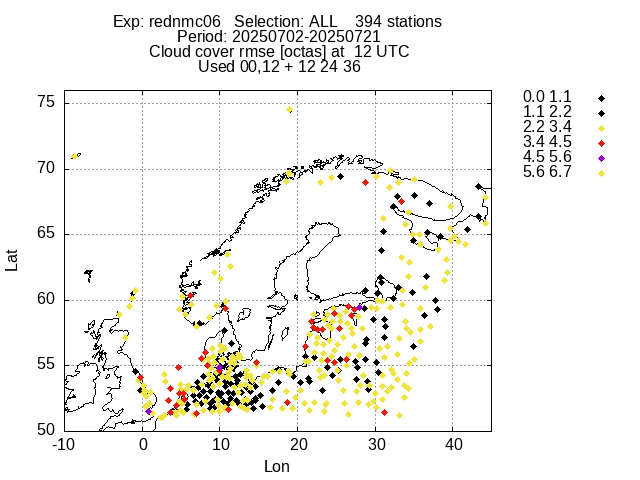 Exp: rednmc06   Selection: ALL    394 stations
Period: 20250702-20250721
Cloud cover rmse [octas] at  12 UTC
Used 00,12 + 12 24 36
0.0 1.1
1.1 2.2
2.2 3.4
3.4 4.5
4.5 5.6
5.6 6.7
75
70
65
60
55
50
Lat
-10 0 10 20 30 40
Lon